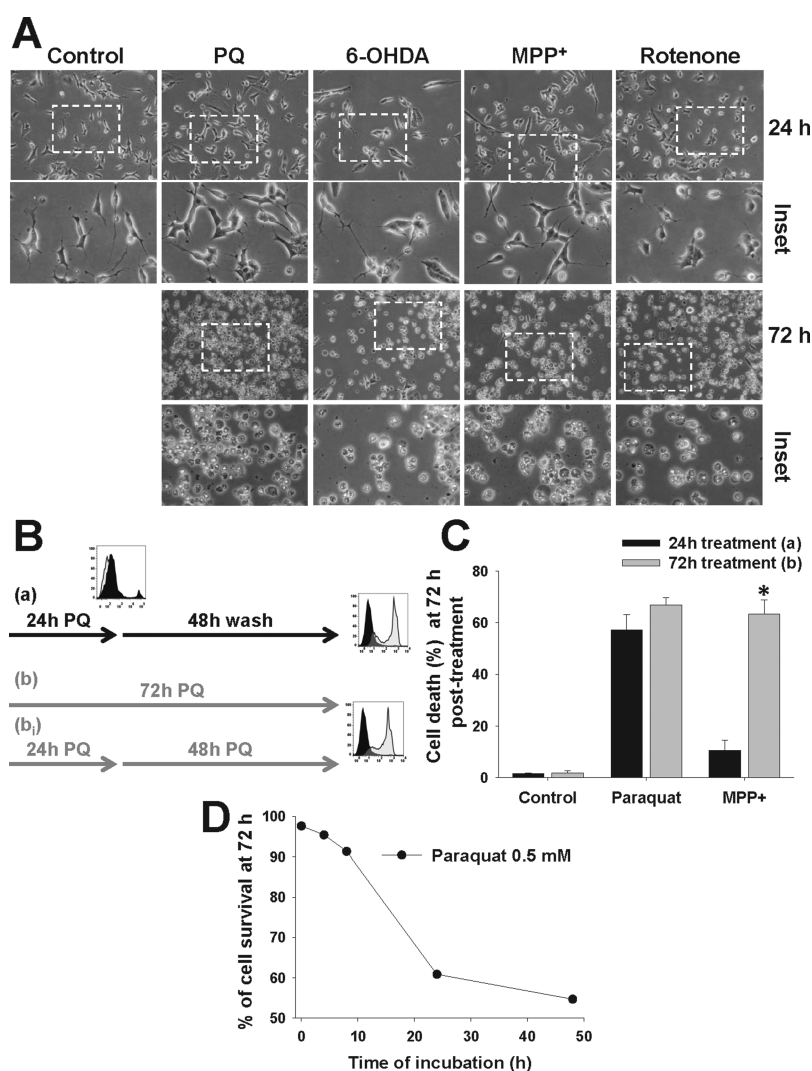 A
Control PQ 6-OHDA MPP+ Rotenone
24 h
Inset
72 h
Inset
B
(a)
24h PQ 48h wash
(b)
72h PQ
(bi)
24h PQ 48h PQ
C
24h treatment (a)
72h treatment (b)
Cell death (%) at 72 h
post-treatment
80
60
*
40
20
0
Control Paraquat MPP+
D
% of cell survival at 72 h
100
Paraquat 0.5 mM
90
80
70
60
50
0 10 20 30 40 50
Time of incubation (h)